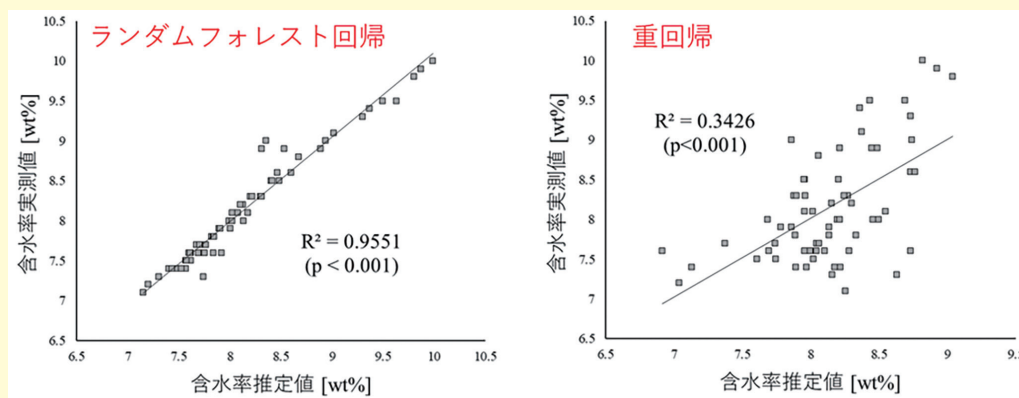 ランダムフォレスト回帰
含水率実測値 [wt%]
10.5
10
9.5
9
8.5
8
7.5
7
6.5
R² = 0.9551
(p < 0.001)
6.5 7 7.5 8 8.5 9 9.5 10 10.5
含水率推定値 [wt%]
重回帰
含水率実測値 [wt%]
10.5
10
9.5
9
8.5
8
7.5
7
6.5
R² = 0.3426
(p<0.001)
6.5 7 7.5 8 8.5 9 9.5
含水率推定値 [wt%]